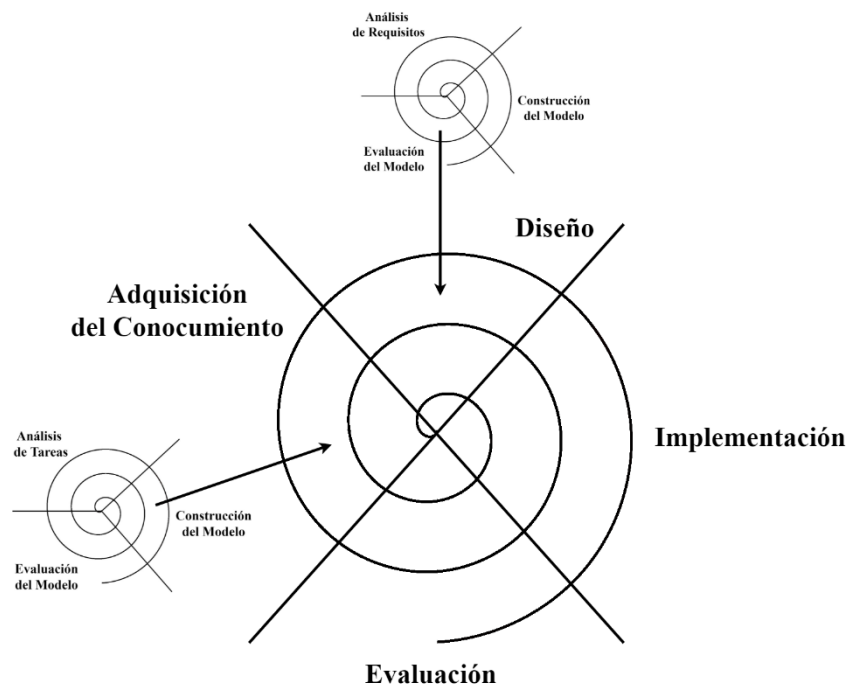 Análisis
de Requisitos
Construcción
del Modelo
Evaluación
del Modelo
Diseño
Adquisición
del Conocumiento
Implementación
Análisis
de Tareas
Construcción
del Modelo
Evaluación
del Modelo
Evaluación